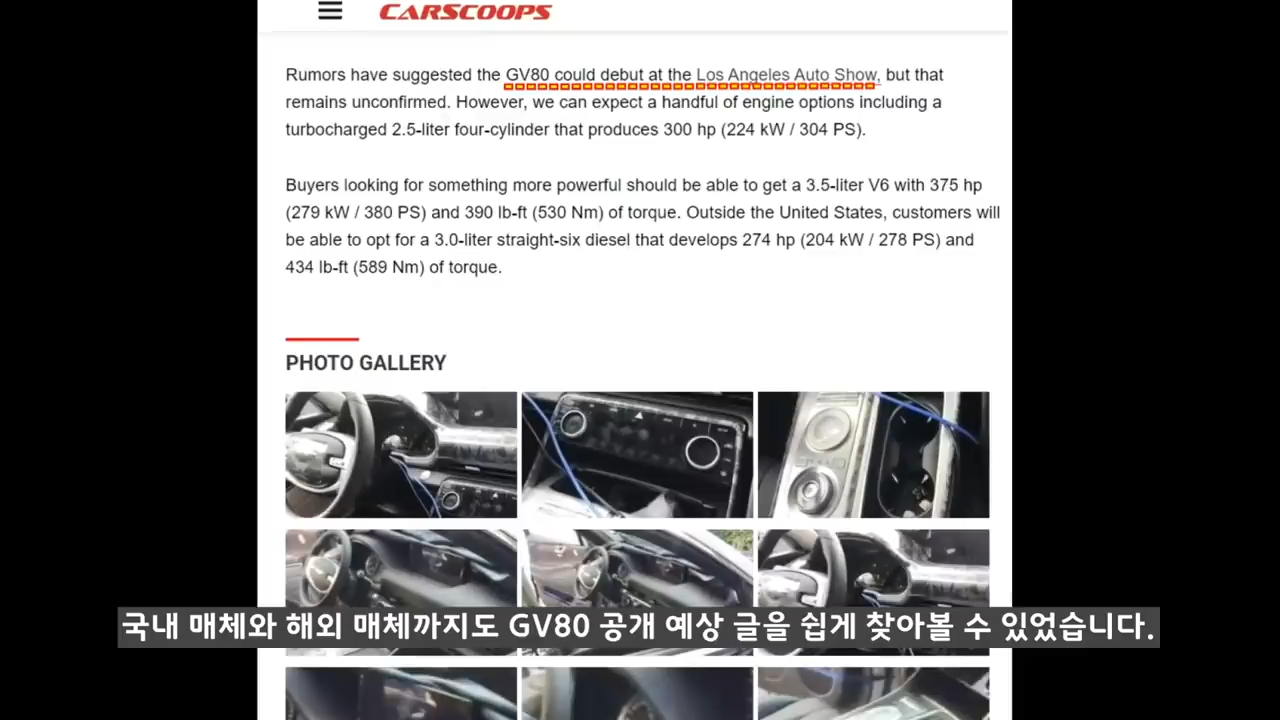 CARSCOOPS
Rumors have suggested the GV80 could debut at the Los Angeles Auto Show, but that
remains unconfirmed. However, we can expect a handful of engine options including a
turbocharged 2.5-liter four-cylinder that produces 300 hp (224 kW / 304 PS).
Buyers looking for something more powerful should be able to get a 3.5-liter V6 with 375 hp
(279 kW / 380 PS) and 390 lb-ft (530 Nm) of torque. Outside the United States, customers will
be able to opt for a 3.0-liter straight-six diesel that develops 274 hp (204 kW / 278 PS) and
434 lb-ft (589 Nm) of torque.
PHOTO GALLERY
국내 매체와 해외 매체까지도 GV80 공개 예상 글을 쉽게 찾아볼 수 있었습니다.